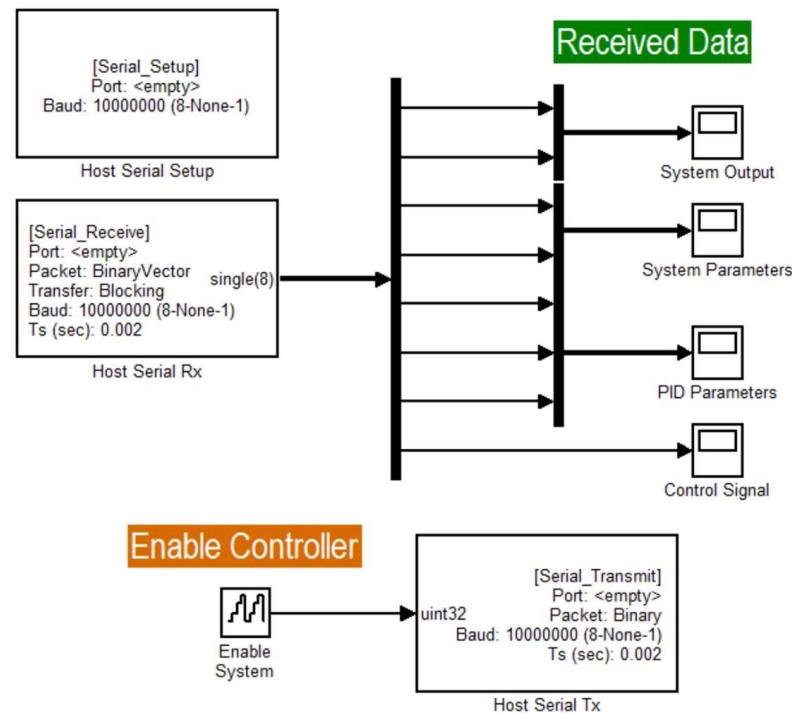 Received Data
[Serial_Setup]
Port: <empty>
Baud: 10000000 (8-None-1)
Host Serial Setup
System Output
[Serial_Receive]
Port: <empty>
Packet: BinaryVector
Transfer: Blocking
Baud: 10000000 (8-None-1)
Ts (sec): 0.002
single(8)
Host Serial Rx
System Parameters
PID Parameters
Control Signal
Enable Controller
Enable
System
uint32
[Serial_Transmit]
Port: <empty>
Packet: Binary
Baud: 10000000 (8-None-1)
Ts (sec): 0.002
Host Serial Tx